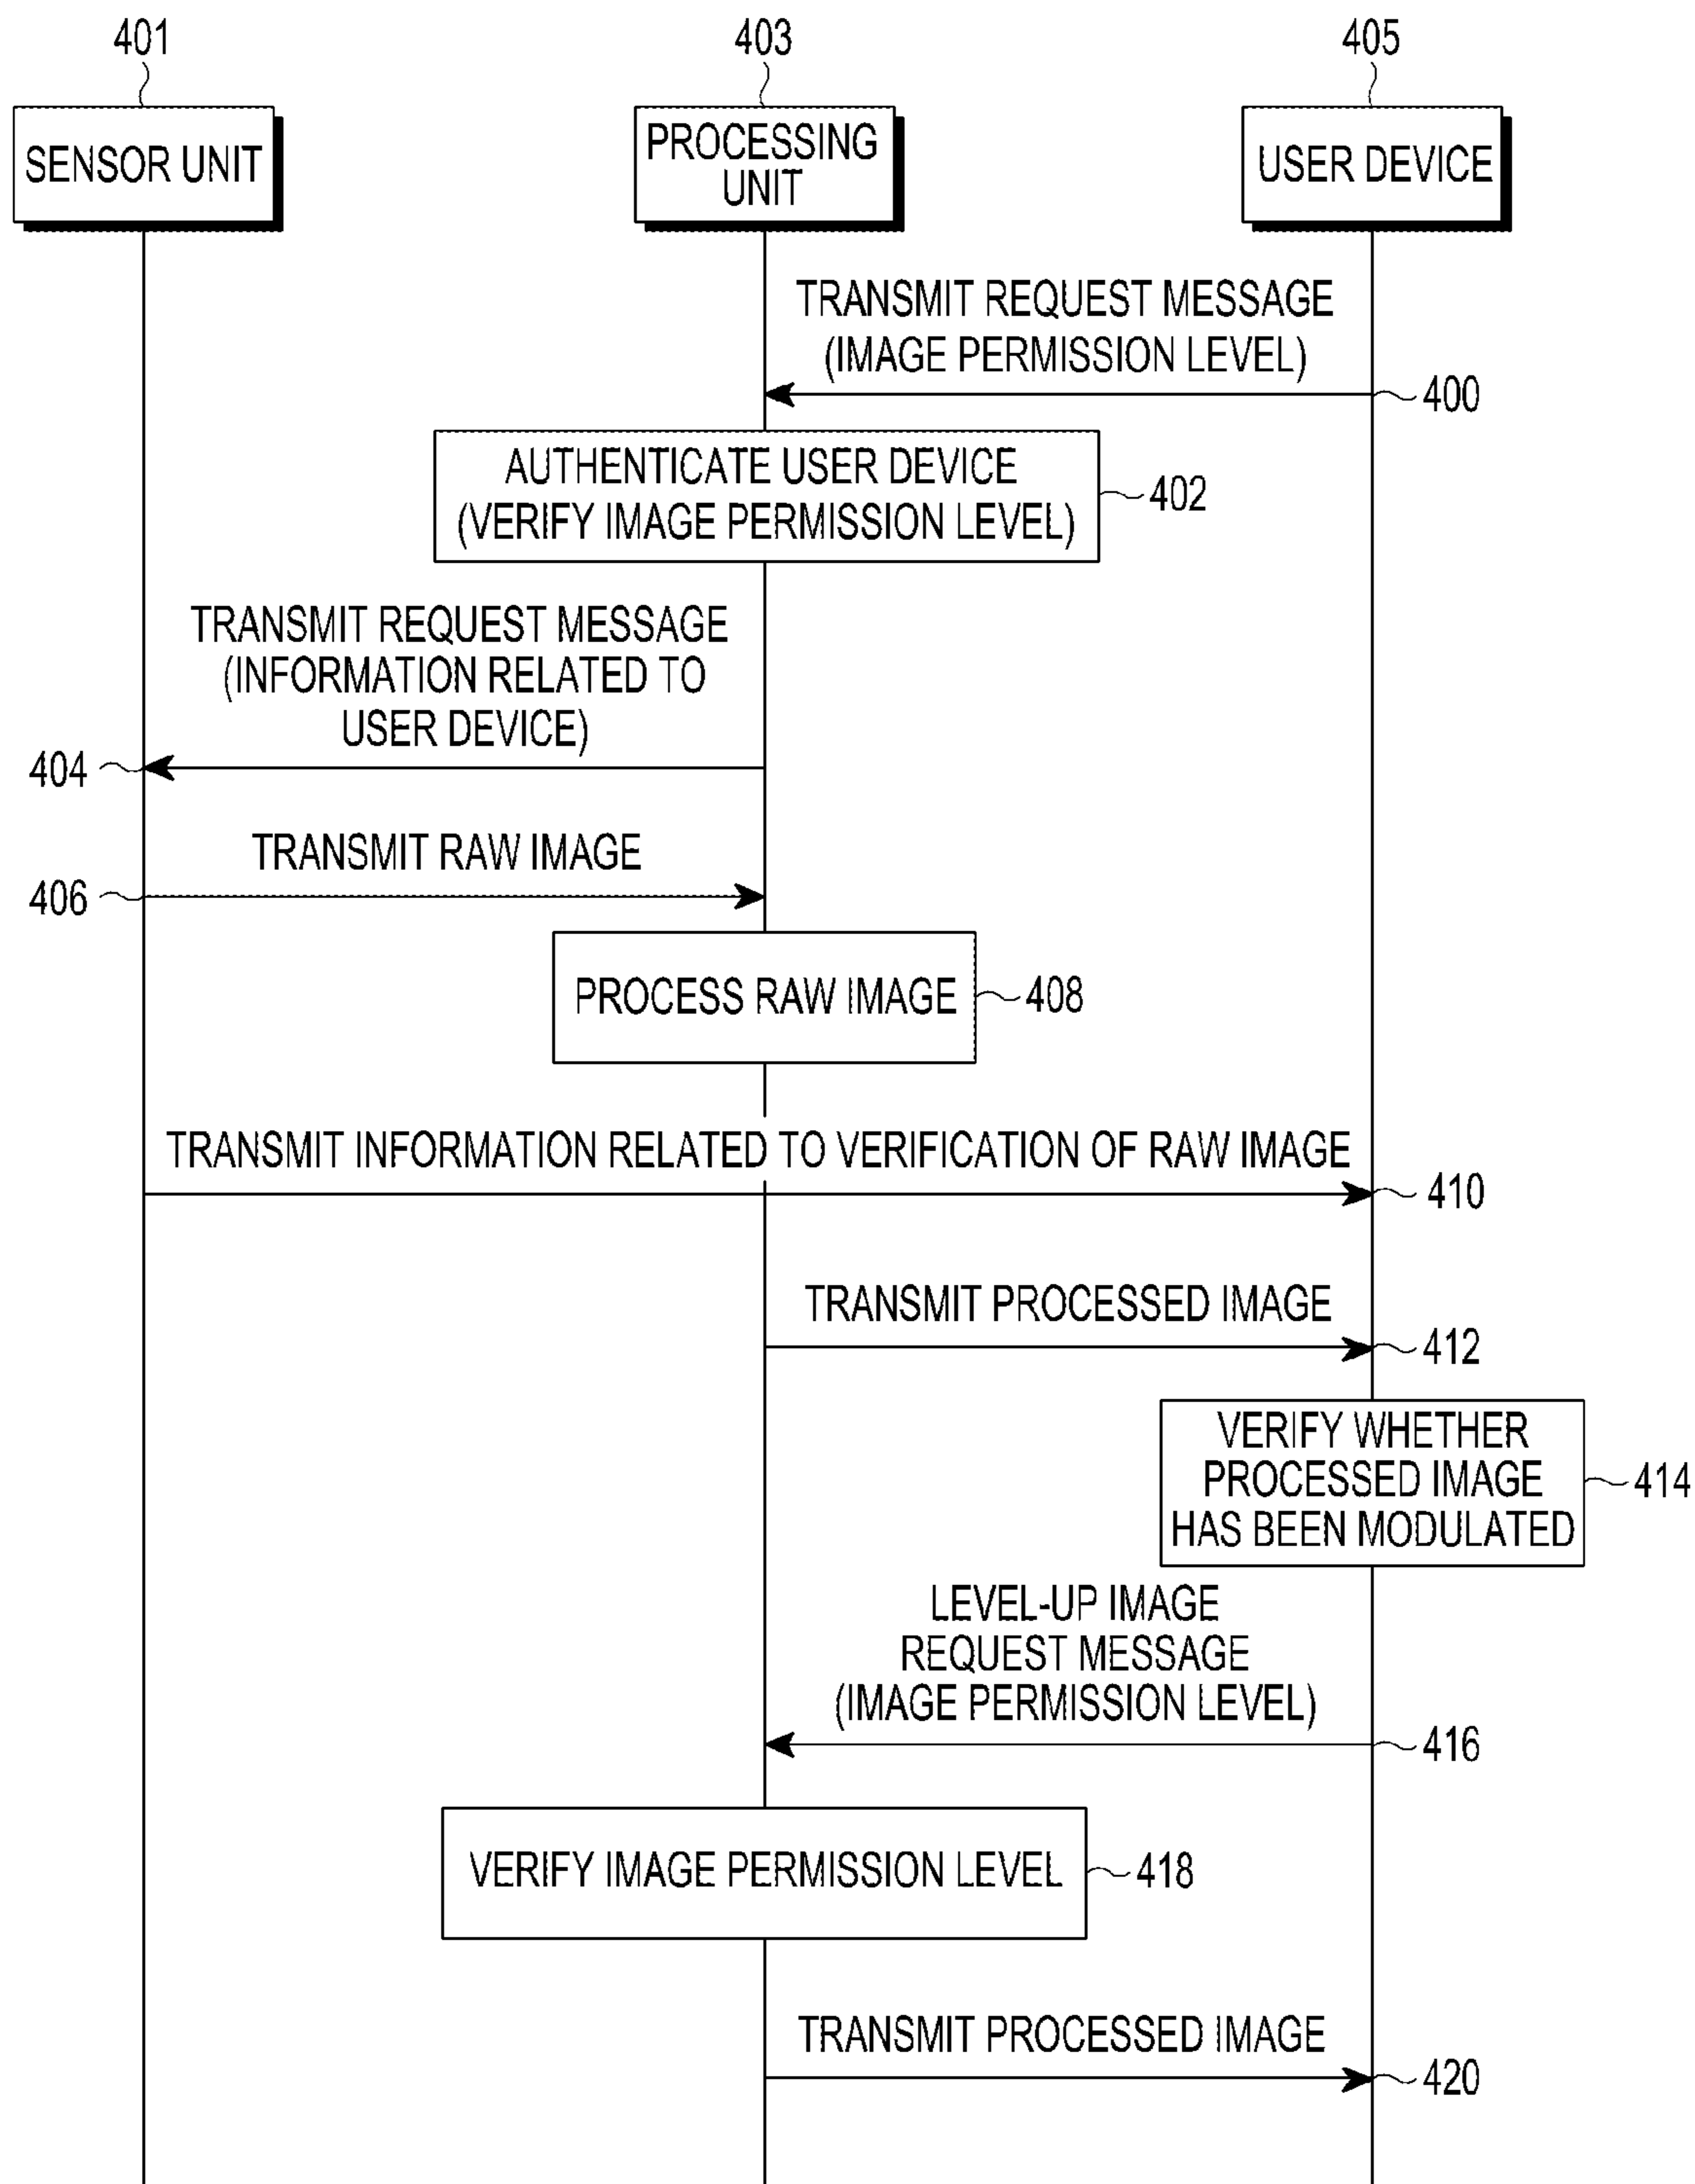 401
403
405
SENSOR UNIT
PROCESSING
UNIT
USER DEVICE
TRANSMIT REQUEST MESSAGE
(IMAGE PERMISSION LEVEL)
400
AUTHENTICATE USER DEVICE
(VERIFY IMAGE PERMISSION LEVEL)
402
TRANSMIT REQUEST MESSAGE
(INFORMATION RELATED TO
USER DEVICE)
404
TRANSMIT RAW IMAGE
406
PROCESS RAW IMAGE
408
TRANSMIT INFORMATION RELATED TO VERIFICATION OF RAW IMAGE
410
TRANSMIT PROCESSED IMAGE
412
VERIFY WHETHER
PROCESSED IMAGE
HAS BEEN MODULATED
414
LEVEL-UP IMAGE
REQUEST MESSAGE
(IMAGE PERMISSION LEVEL)
416
VERIFY IMAGE PERMISSION LEVEL
418
TRANSMIT PROCESSED IMAGE
420